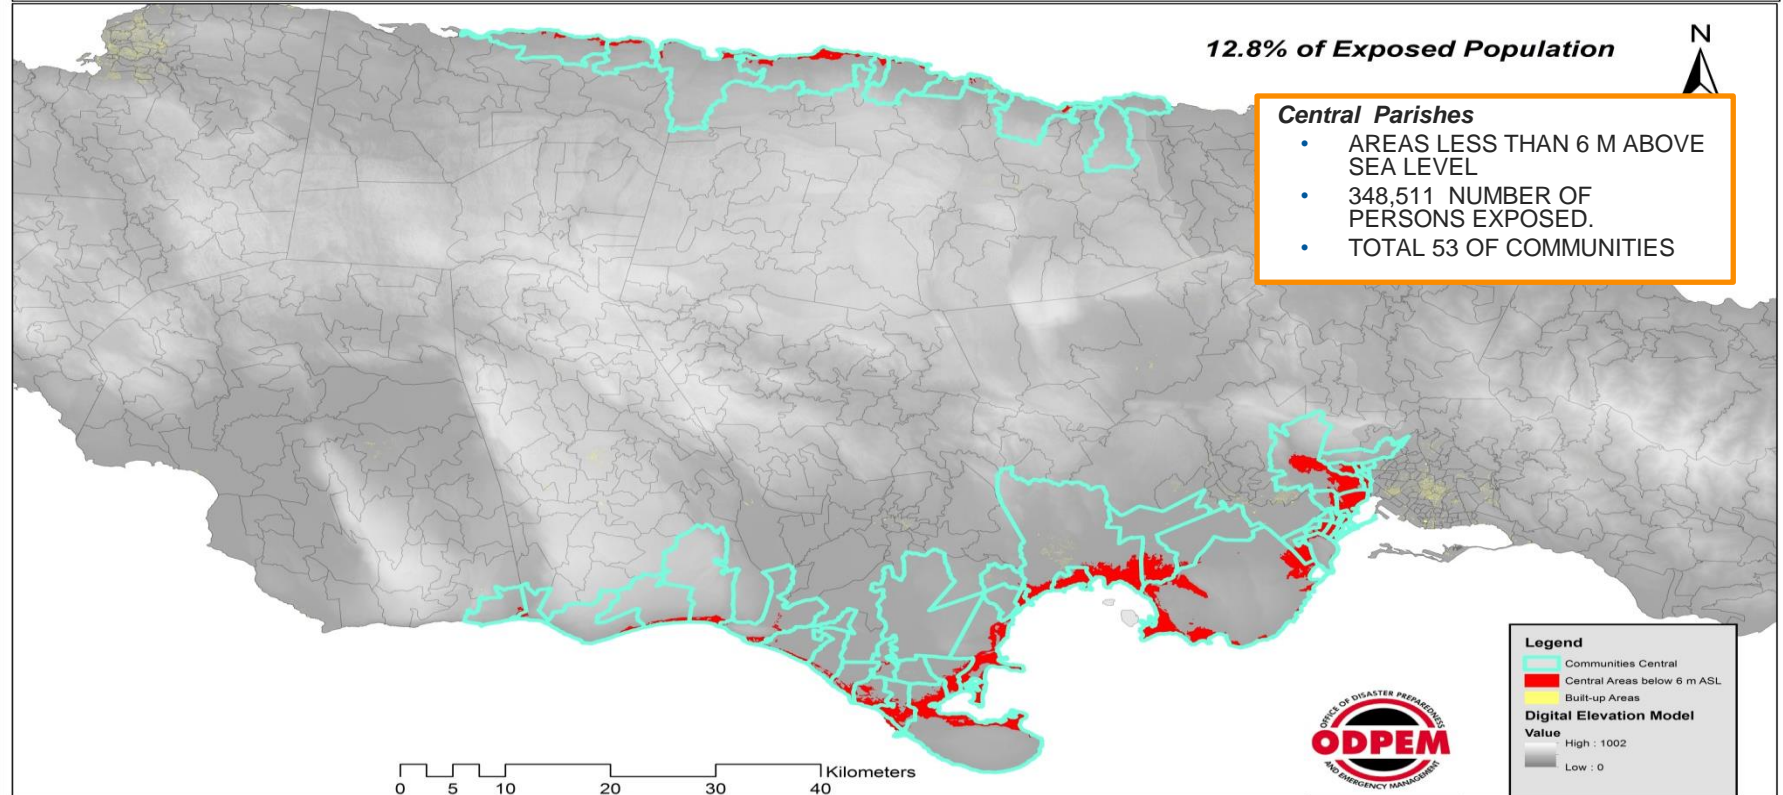 12.8% of Exposed Population
N
Central Parishes
• AREAS LESS THAN 6 M ABOVE
SEA LEVEL
• 348,511 NUMBER OF
PERSONS EXPOSED.
• TOTAL 53 OF COMMUNITIES
Legend
Communities Central
Central Areas below 6 m ASL
Built-up Areas
Digital Elevation Model
Value
High : 1002
Low : 0
OFFICE OF DISASTER PREPAREDNESS
ODPEM
AND EMERGENCY MANAGEMENT
Kilometers
0 5 10 20 30 40